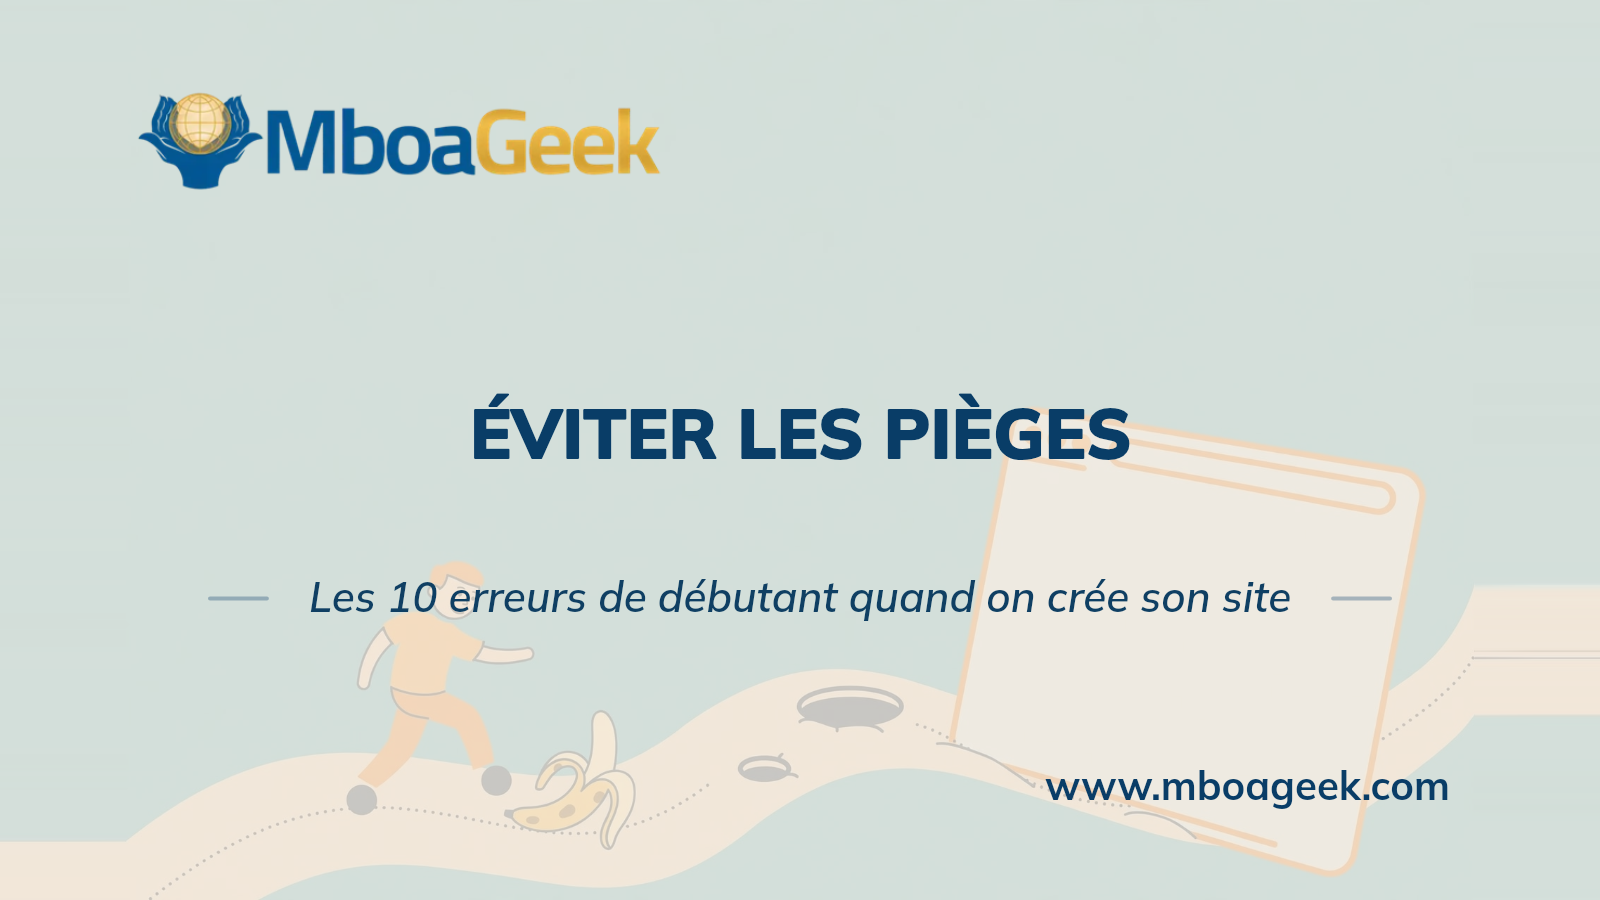 MboaGeek
ÉVITER LES PIÈGES
Les 10 erreurs de débutant quand on crée son site
www.mboageek.com